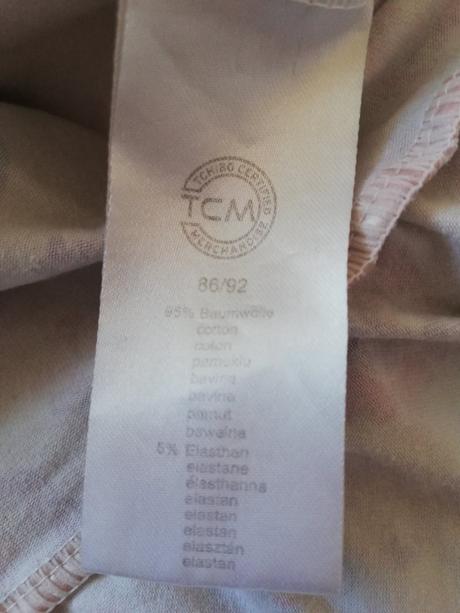 TCHIBO CERTIFIED
TCM
MERCHANDISE
86/92
95% Baumwolle
cotton
coton
pamuklu
bavlna
bavlna
pamut
bawełna
5% Elasthan
elastane
élasthanne
elastan
elastan
elastan
elasztán
elastan